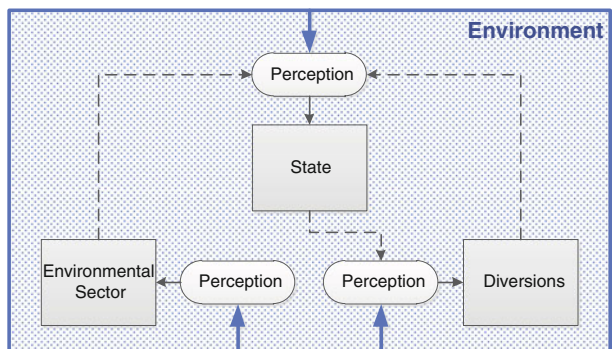 Environment
Perception
State
Environmental
Sector
Perception
Perception
Diversions